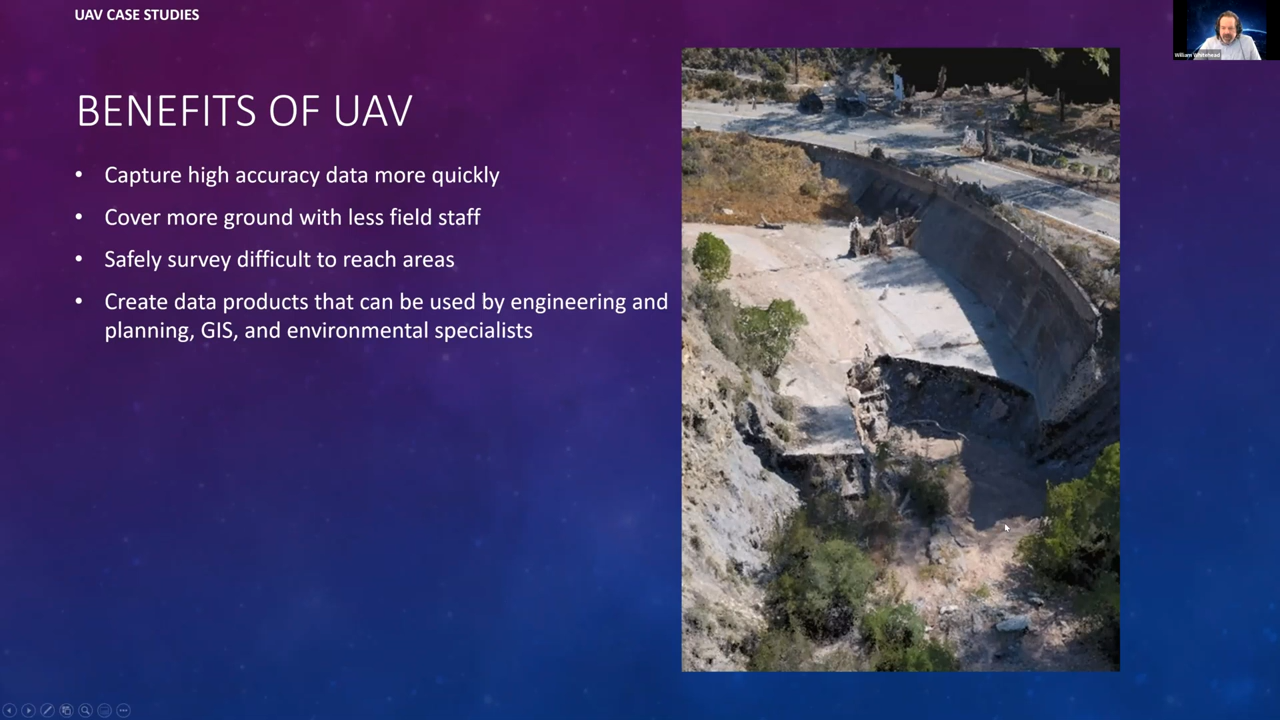 UAV CASE STUDIES
William Whitehead
BENEFITS OF UAV
• Capture high accuracy data more quickly
• Cover more ground with less field staff
• Safely survey difficult to reach areas
• Create data products that can be used by engineering and
planning, GIS, and environmental specialists